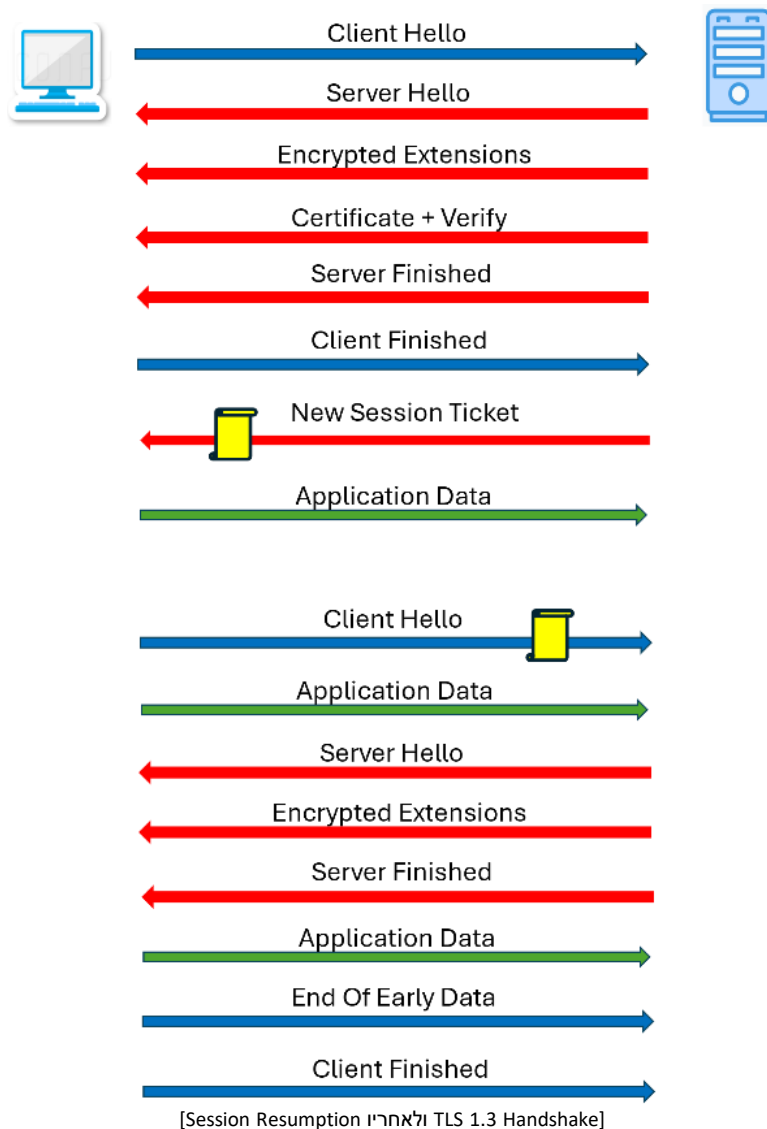 Client Hello
Server Hello
Encrypted Extensions
Certificate + Verify
Server Finished
Client Finished
New Session Ticket
Application Data
Client Hello
Application Data
Server Hello
Encrypted Extensions
Server Finished
Application Data
End Of Early Data
Client Finished
[Session Resumption ולאחריו TLS 1.3 Handshake]